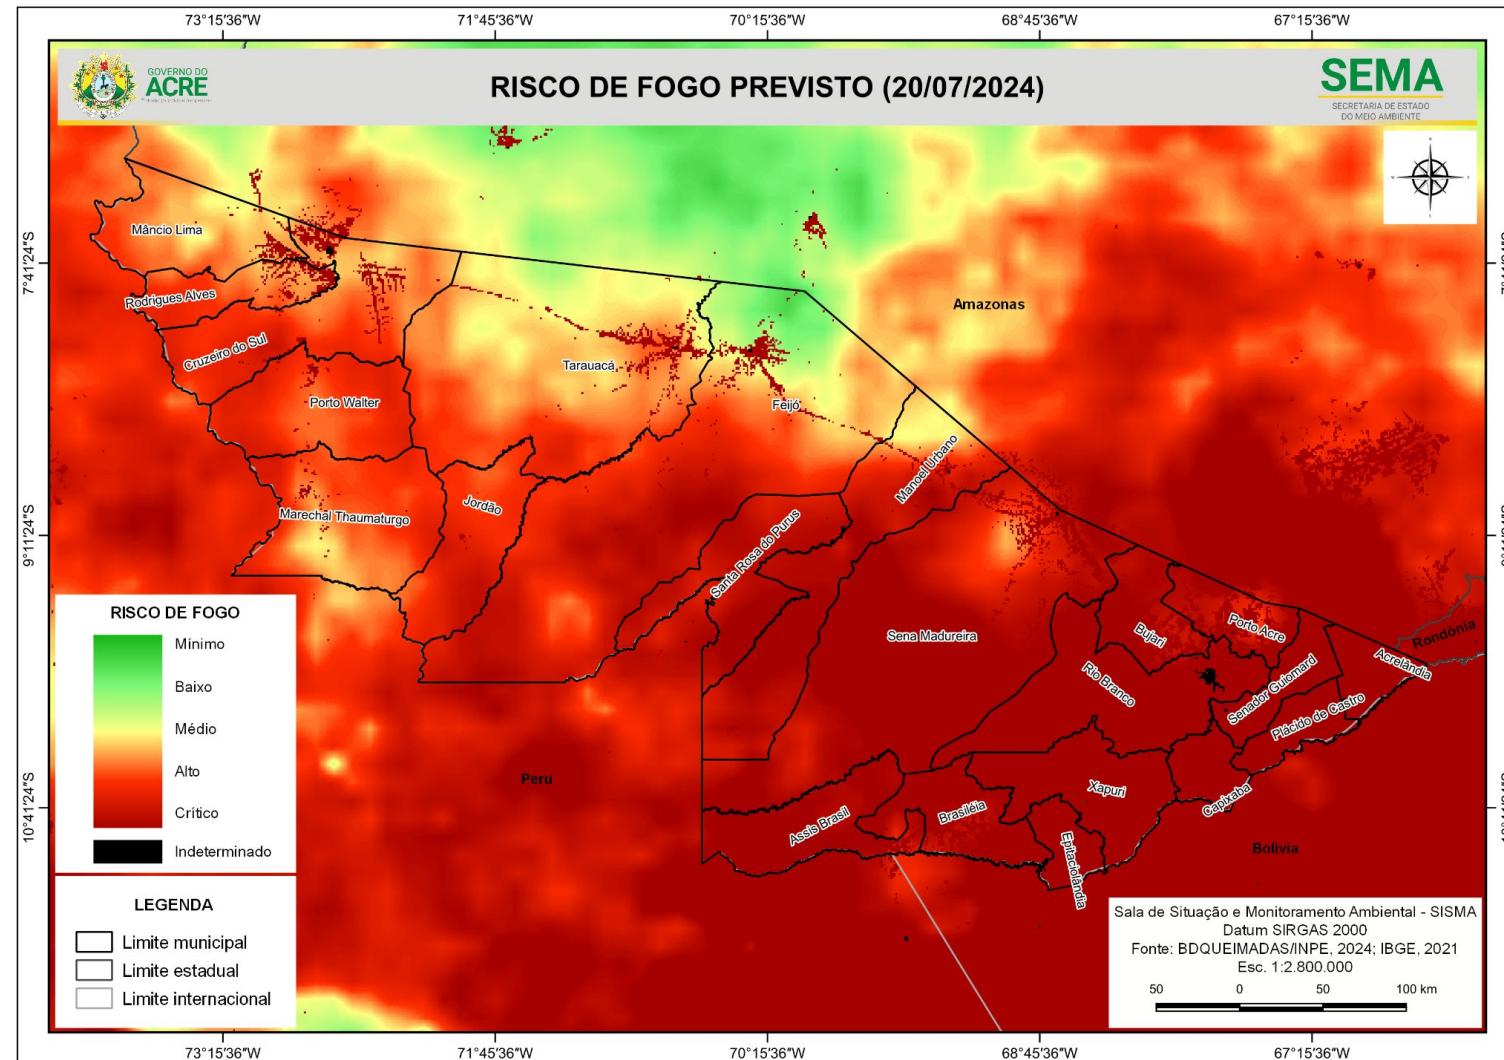 73°15'36"W 71°45'36"W 70°15'36"W 68°45'36"W 67°15'36"W
GOVERNO DO
ACRE
RISCO DE FOGO PREVISTO (20/07/2024)
SEMA
SECRETARIA DE ESTADO
DO MEIO AMBIENTE
7°41'24"S
9°11'24"S
10°41'24"S
Mâncio Lima
Rodrigues Alves
Cruzeiro do Sul
Porto Walter
Marechal Thaumaturgo
Jordão
Tarauacá
Feijó
Amazonas
Manoel Urbano
Santa Rosa do Purus
Sena Madureira
Bujari
Porto Acre
Rio Branco
Senador Guiomard
Acrelândia
Rondônia
Plácido de Castro
Peru
Assis Brasil
Brasiléia
Xapuri
Capixaba
Epitaciolândia
Bolivia
RISCO DE FOGO
Mínimo
Baixo
Médio
Alto
Crítico
Indeterminado
LEGENDA
Limite municipal
Limite estadual
Limite internacional
Sala de Situação e Monitoramento Ambiental - SISMA
Datum SIRGAS 2000
Fonte: BDQUEIMADAS/INPE, 2024; IBGE, 2021
Esc. 1:2.800.000
50 0 50 100 km
73°15'36"W 71°45'36"W 70°15'36"W 68°45'36"W 67°15'36"W